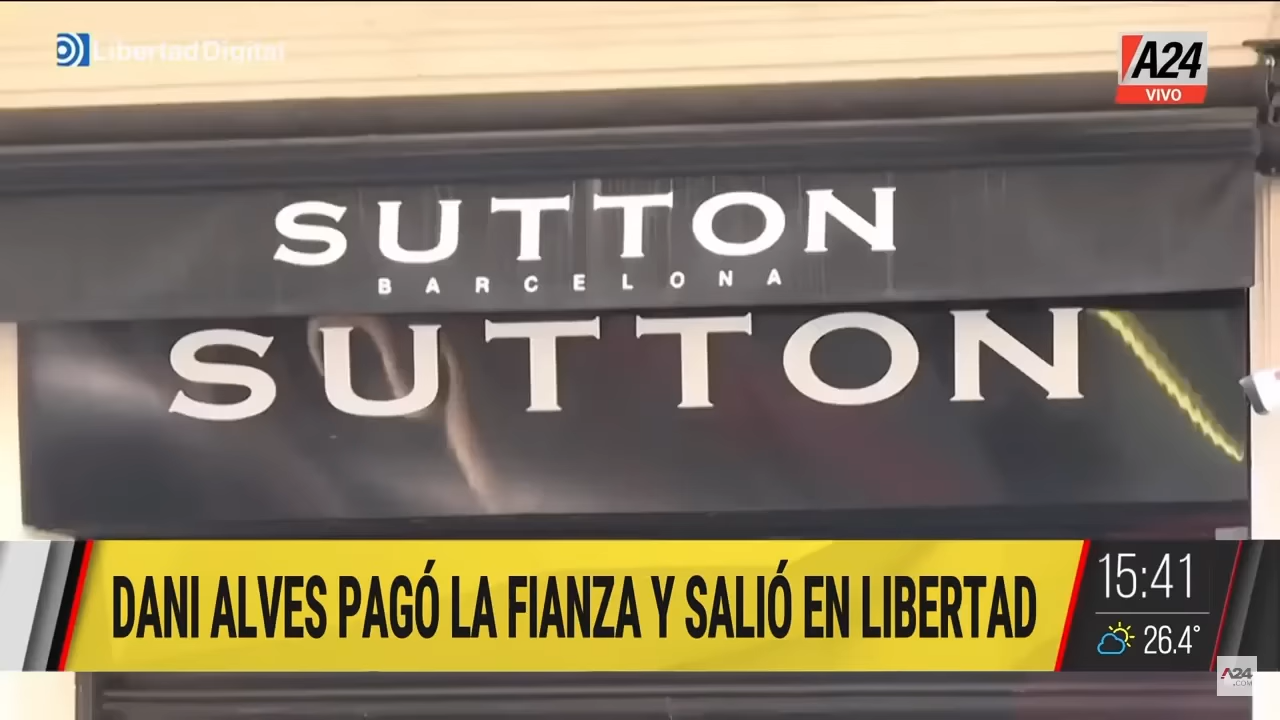 Libertad Digital
A24
VIVO
SUTTON
BARCELONA
SUTTON
DANI ALVES PAGÓ LA FIANZA Y SALIÓ EN LIBERTAD
15:41
26.4°
A24
.COM